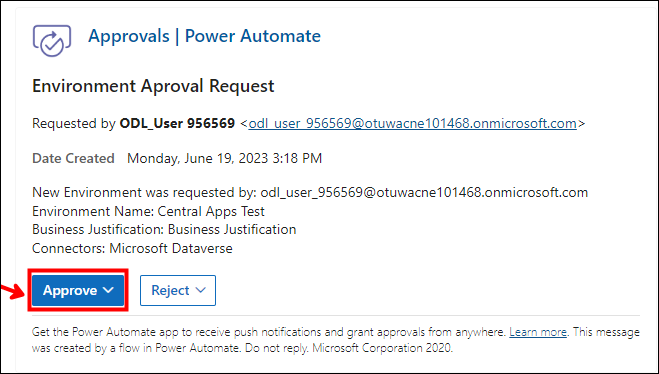 Approvals | Power Automate
Environment Aproval Request
Requested by ODL_User 956569 <odl_user_956569@otuwacne101468.onmicrosoft.com>
Date Created Monday, June 19, 2023 3:18 PM
New Environment was requested by: odl_user_956569@otuwacne101468.onmicrosoft.com
Environment Name: Central Apps Test
Business Justification: Business Justification
Connectors: Microsoft Dataverse
Approve Reject
Get the Power Automate app to receive push notifications and grant approvals from anywhere. Learn more. This message
was created by a flow in Power Automate. Do not reply. Microsoft Corporation 2020.